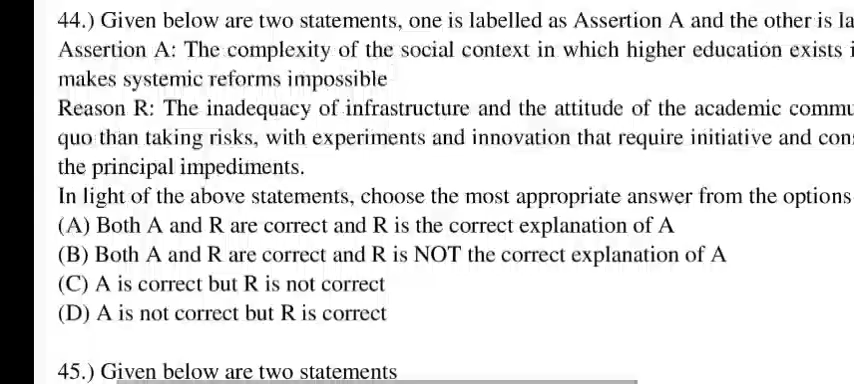 44.) Given below are two statements, one is labelled as Assertion A and the other is la
Assertion A: The complexity of the social context in which higher education exists i
makes systemic reforms impossible
Reason R: The inadequacy of infrastructure and the attitude of the academic commu
quo than taking risks, with experiments and innovation that require initiative and con
the principal impediments.
In light of the above statements, choose the most appropriate answer from the options
(A) Both A and R are correct and R is the correct explanation of A
(B) Both A and R are correct and R is NOT the correct explanation of A
(C) A is correct but R is not correct
(D) A is not correct but R is correct
45.) Given below are two statements